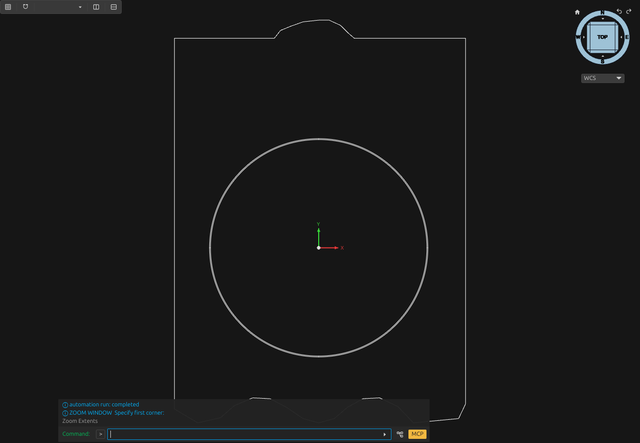 N
W
TOP
E
S
WCS
Y
X
automation run: completed
ZOOM WINDOW Specify first corner:
Zoom Extents
Command:
>
MCP